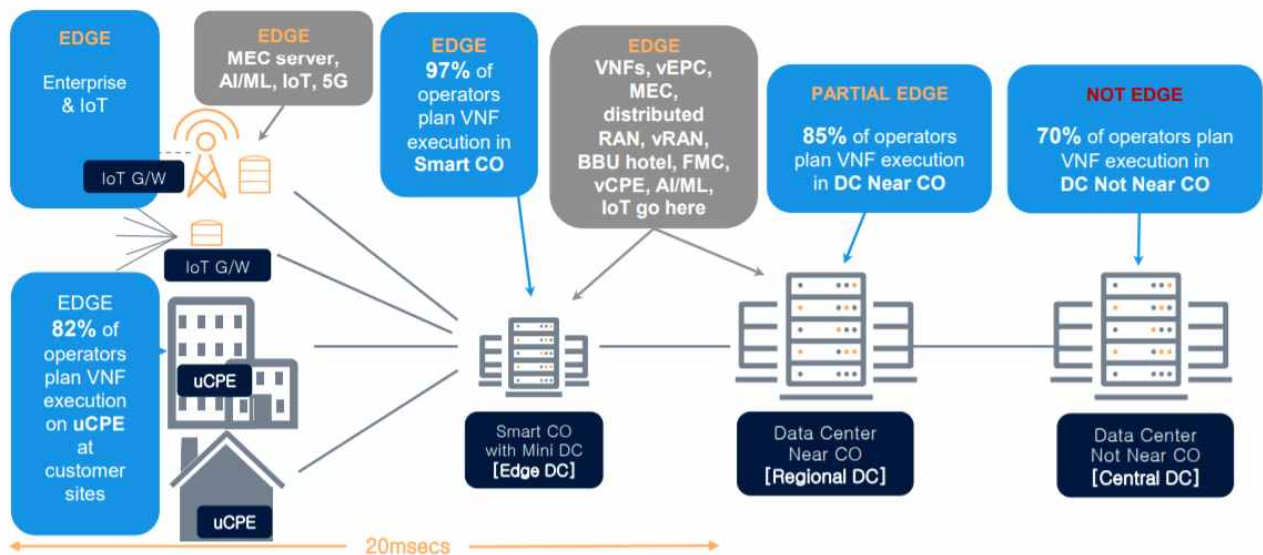 EDGE
Enterprise
& IoT
IoT G/W
EDGE
MEC server,
AI/ML, IoT, 5G
EDGE
97% of
operators
plan VNF
execution in
Smart CO
EDGE
VNFs, vEPC,
MEC,
distributed
RAN, vRAN,
BBU hotel, FMC,
vCPE, AI/ML,
IoT go here
PARTIAL EDGE
85% of operators
plan VNF execution
in DC Near CO
NOT EDGE
70% of operators plan
VNF execution in
DC Not Near CO
IoT G/W
EDGE
82% of
operators
plan VNF
execution
on uCPE
at
customer
sites
uCPE
uCPE
Smart CO
with Mini DC
[Edge DC]
Data Center
Near CO
[Regional DC]
Data Center
Not Near CO
[Central DC]
20msecs